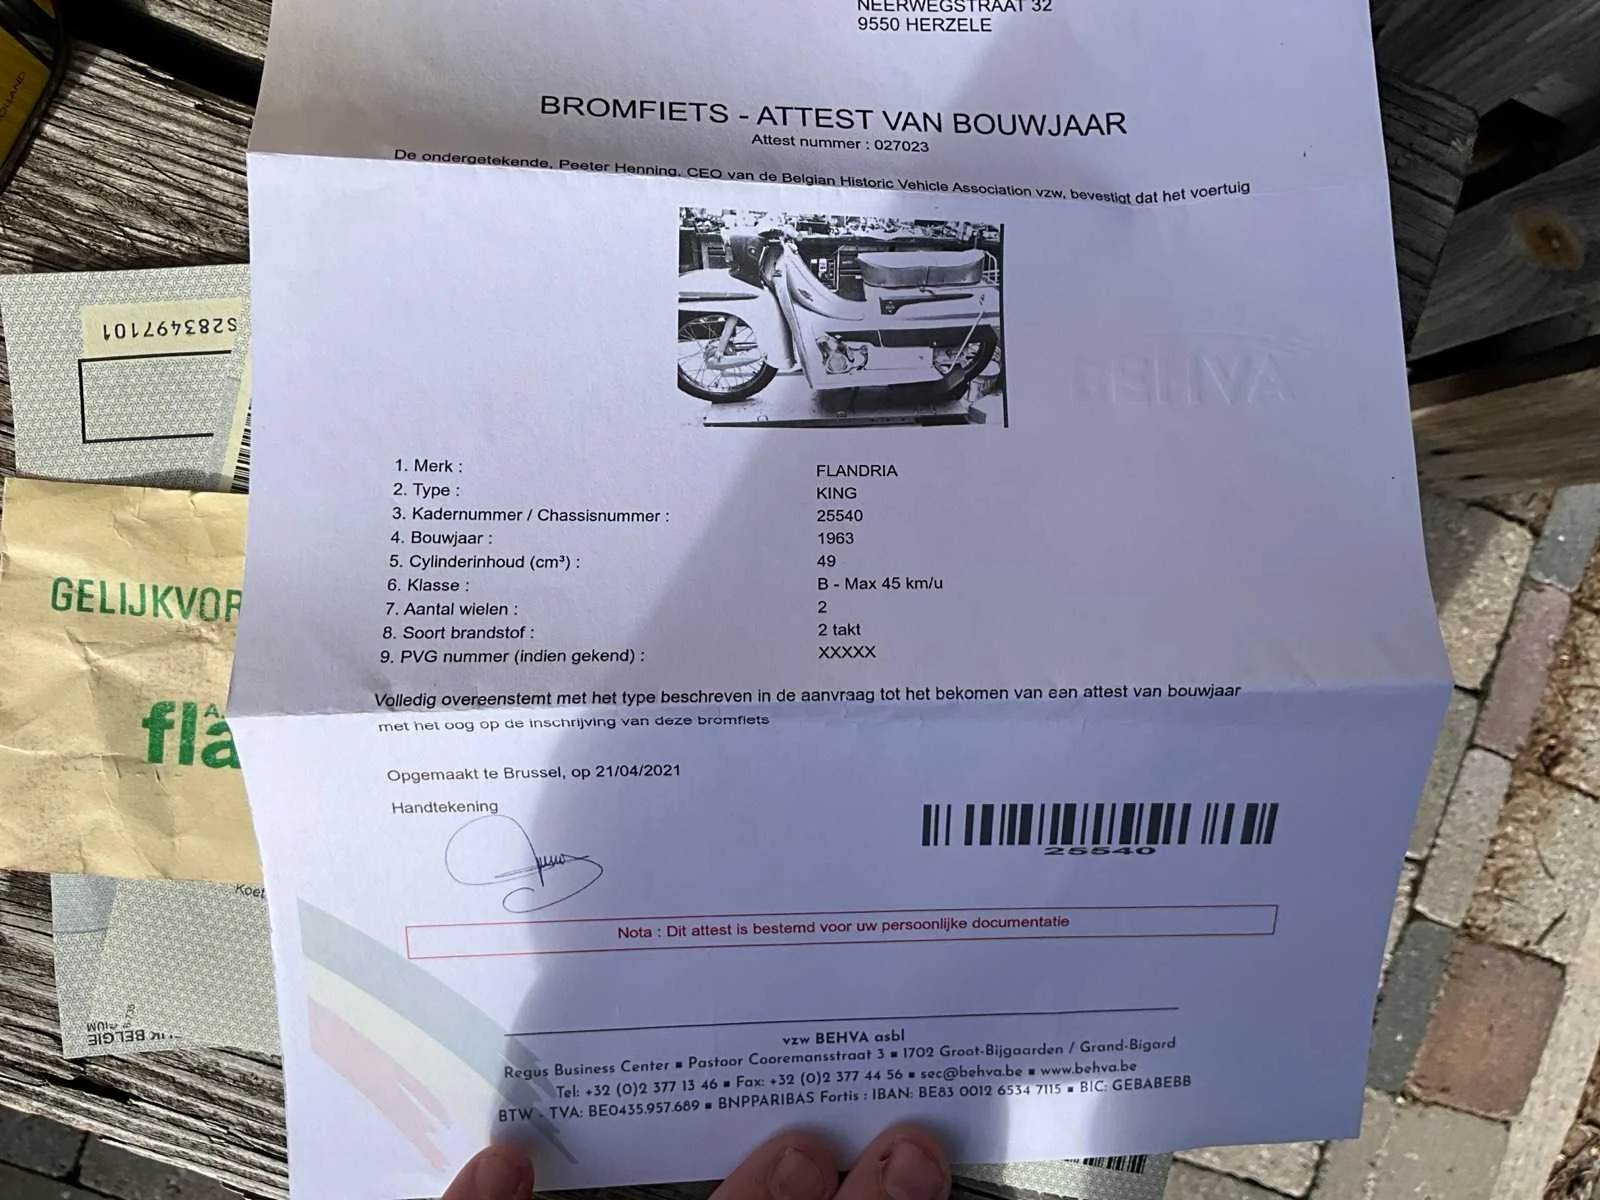 NEERWEGSTRAAT 32
9550 HERZELE
BROMFIETS - ATTEST VAN BOUWJAAR
Attest nummer : 027023
De ondergetekende, Peeter Henning, CEO van de Belgian Historic Vehicle Association vzw, bevestigt dat het voertuig
1. Merk : FLANDRIA
2. Type : KING
3. Kadernummer / Chassisnummer : 25540
4. Bouwjaar : 1963
5. Cylinderinhoud (cm³) : 49
6. Klasse : B - Max 45 km/u
7. Aantal wielen : 2
8. Soort brandstof : 2 takt
9. PVG nummer (indien gekend) : XXXXX
Volledig overeenstemt met het type beschreven in de aanvraag tot het bekomen van een attest van bouwjaar
met het oog op de inschrijving van deze bromfiets
Opgemaakt te Brussel, op 21/04/2021
Handtekening
25540
Nota : Dit attest is bestemd voor uw persoonlijke documentatie
vzw BEHVA asbl
Regus Business Center ▪ Pastoor Cooremansstraat 3 ▪ 1702 Groot-Bijgaarden / Grand-Bigard
Tel: +32 (0)2 377 13 46 ▪ Fax: +32 (0)2 377 44 56 ▪ sec@behva.be ▪ www.behva.be
BTW - TVA: BE0435.957.689 ▪ BNPPARIBAS Fortis : IBAN: BE83 0012 6534 7115 ▪ BIC: GEBABEBB
S283497101
GELIJKVOR
fla
Koet
BELGIE
HOLLAND